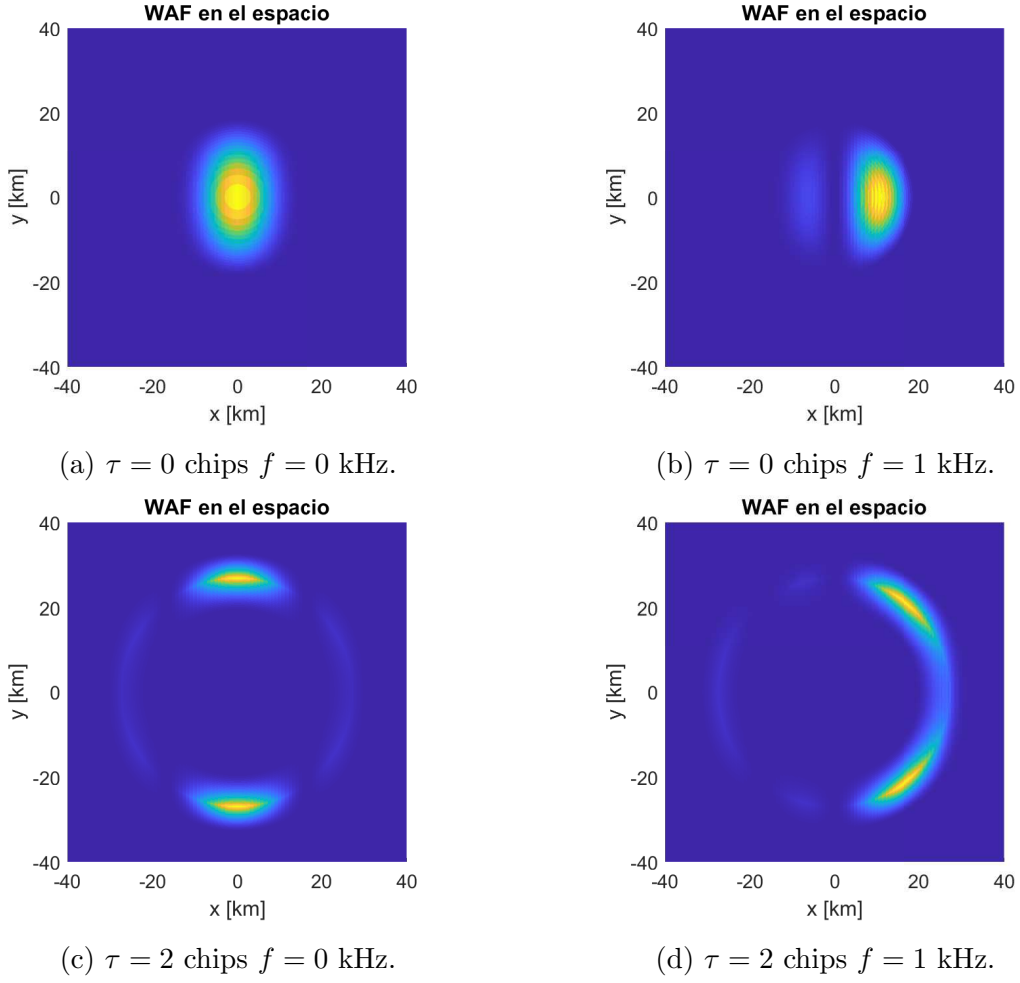 WAF en el espacio
40
20
0
-20
-40
y [km]
-40 -20 0 20 40
x [km]
(a) τ = 0 chips f = 0 kHz.
WAF en el espacio
40
20
0
-20
-40
y [km]
-40 -20 0 20 40
x [km]
(b) τ = 0 chips f = 1 kHz.
WAF en el espacio
40
20
0
-20
-40
y [km]
-40 -20 0 20 40
x [km]
(c) τ = 2 chips f = 0 kHz.
WAF en el espacio
40
20
0
-20
-40
y [km]
-40 -20 0 20 40
x [km]
(d) τ = 2 chips f = 1 kHz.